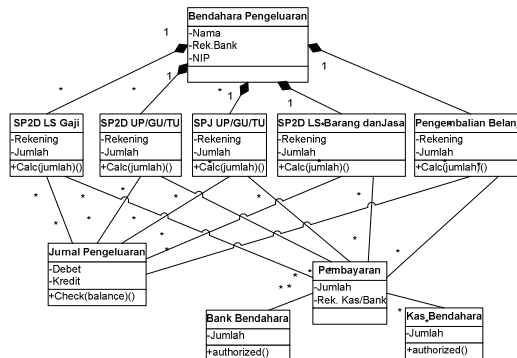 Bendahara Pengeluaran
-Nama
-Rek.Bank
-NIP
1
1
1
1
1
*
*
*
*
*
SP2D LS Gaji
-Rekening
-Jumlah
+Calc(jumlah)()
SP2D UP/GU/TU
-Rekening
-Jumlah
+Calc(jumlah)()
SPJ UP/GU/TU
-Rekening
-Jumlah
+Calc(jumlah)()
SP2D LS Barang danJasa
-Rekening
-Jumlah
+Calc(jumlah)()
Pengembalian Belanj
-Rekening
-Jumlah
+Calc(jumlah)()
Jurnal Pengeluaran
-Debet
-Kredit
+Check(balance)()
Pembayaran
-Jumlah
-Rek. Kas/Bank
Bank Bendahara
-Jumlah
+authorized()
Kas Bendahara
-Jumlah
+authorized()